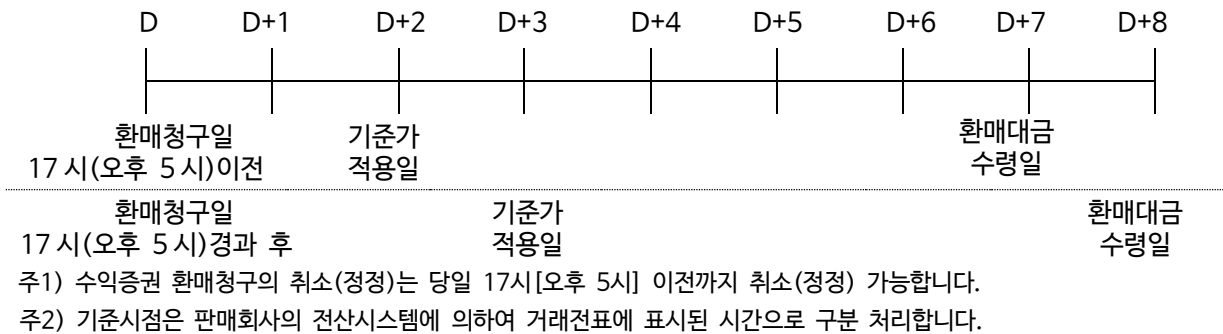 D D+1 D+2 D+3 D+4 D+5 D+6 D+7 D+8
환매청구일 기준가 환매대금
17 시(오후 5 시)이전 적용일 수령일
환매청구일 기준가 환매대금
17 시(오후 5 시)경과 후 적용일 수령일
주1) 수익증권 환매청구의 취소(정정)는 당일 17시[오후 5시] 이전까지 취소(정정) 가능합니다.
주2) 기준시점은 판매회사의 전산시스템에 의하여 거래전표에 표시된 시간으로 구분 처리합니다.